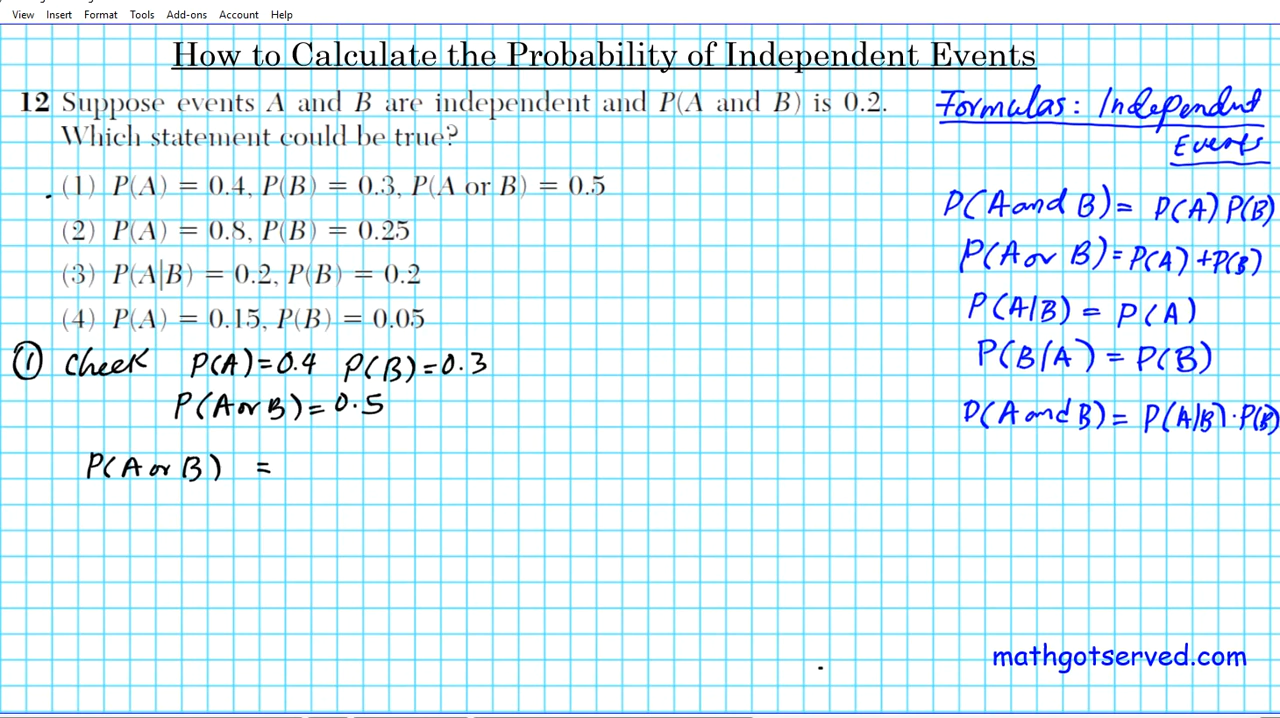 View Insert Format Tools Add-ons Account Help
How to Calculate the Probability of Independent Events
12 Suppose events A and B are independent and P(A and B) is 0.2.
Which statement could be true?
(1) P(A) = 0.4, P(B) = 0.3, P(A or B) = 0.5
(2) P(A) = 0.8, P(B) = 0.25
(3) P(A|B) = 0.2, P(B) = 0.2
(4) P(A) = 0.15, P(B) = 0.05
① Check P(A)=0.4 P(B)=0.3
P(A or B)=0.5
P(A or B) =
Formulas: Independent
Events
P(A and B)= P(A) P(B)
P(A or B)=P(A)+P(B)
P(A/B) = P(A)
P(B/A) = P(B)
P(A and B)= P(A/B)·P(B)
mathgotserved.com